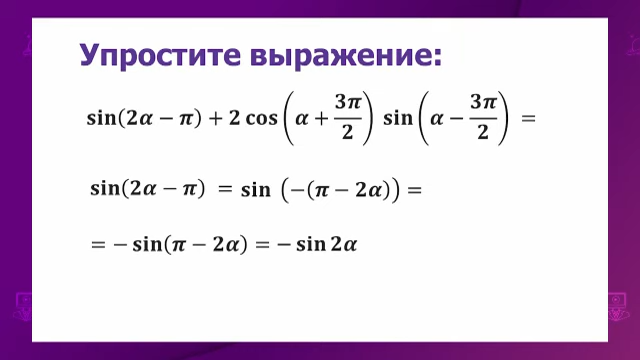 Упростите выражение:
sin(2α − π) + 2 cos(α + 3π/2) sin(α − 3π/2) =
sin(2α − π) = sin (−(π − 2α)) =
= − sin(π − 2α) = − sin 2α